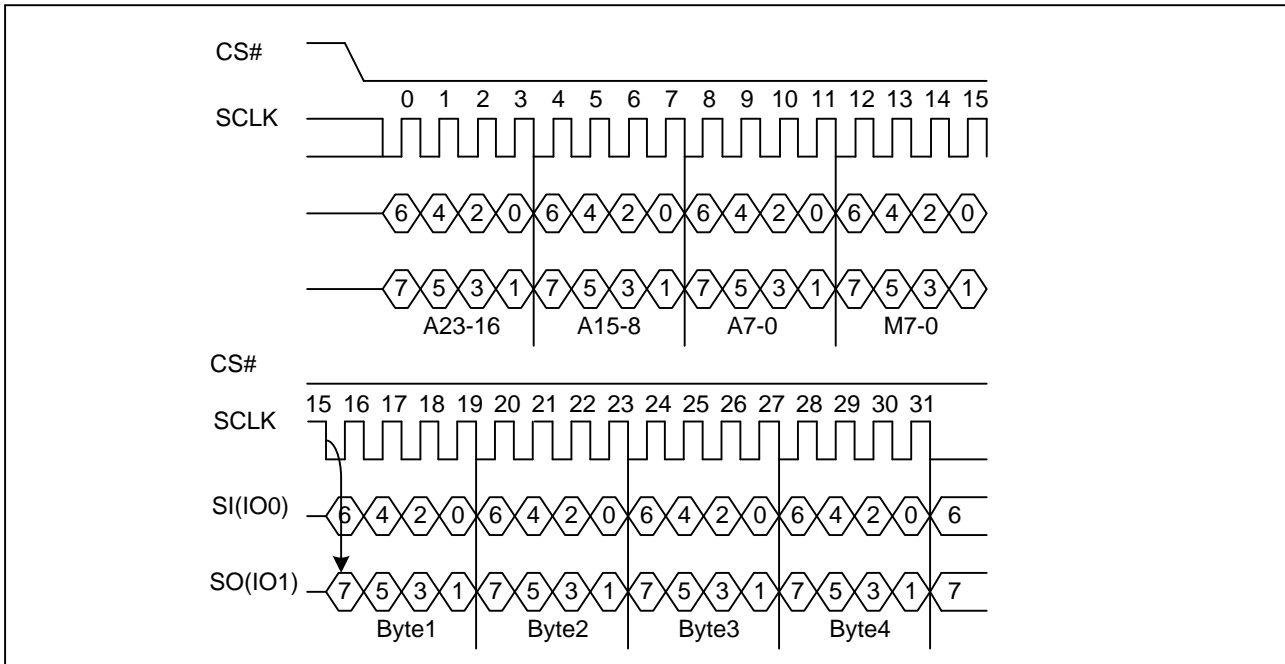 CS#
0 1 2 3 4 5 6 7 8 9 10 11 12 13 14 15
SCLK
6 4 2 0 6 4 2 0 6 4 2 0 6 4 2 0
7 5 3 1 7 5 3 1 7 5 3 1 7 5 3 1
A23-16 A15-8 A7-0 M7-0
CS#
15 16 17 18 19 20 21 22 23 24 25 26 27 28 29 30 31
SCLK
SI(IO0) 6 4 2 0 6 4 2 0 6 4 2 0 6 4 2 0 6
SO(IO1) 7 5 3 1 7 5 3 1 7 5 3 1 7 5 3 1 7
Byte1 Byte2 Byte3 Byte4